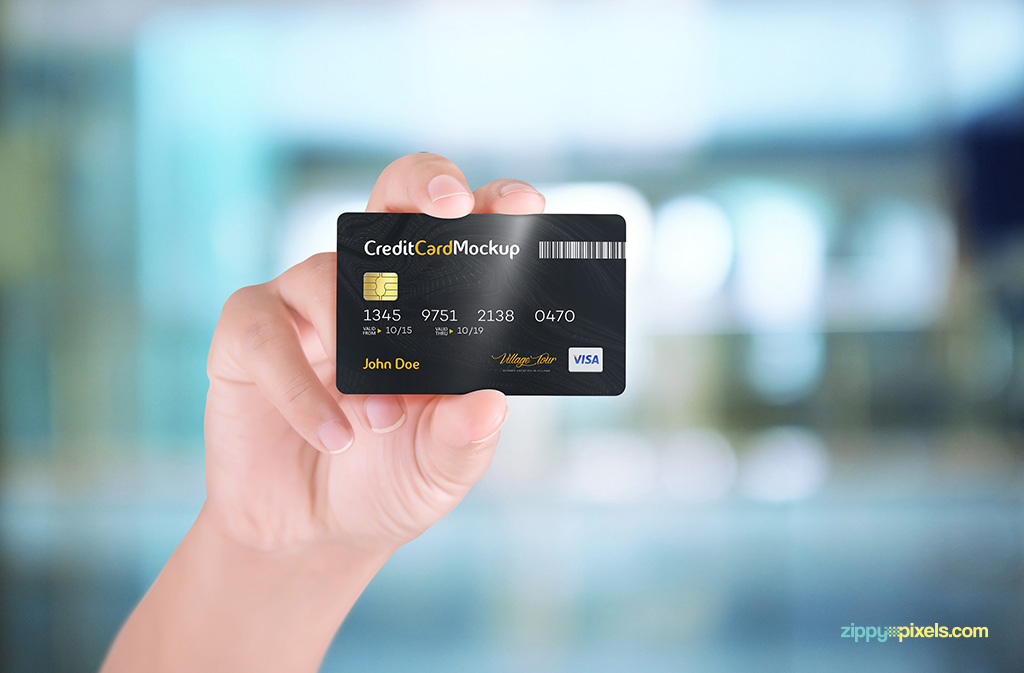 CreditCardMockup
1345 9751 2138 0470
VALID FROM ▶ 10/15 VALID THRU ▶ 10/19
John Doe
Village Tour
VISA
zippypixels.com